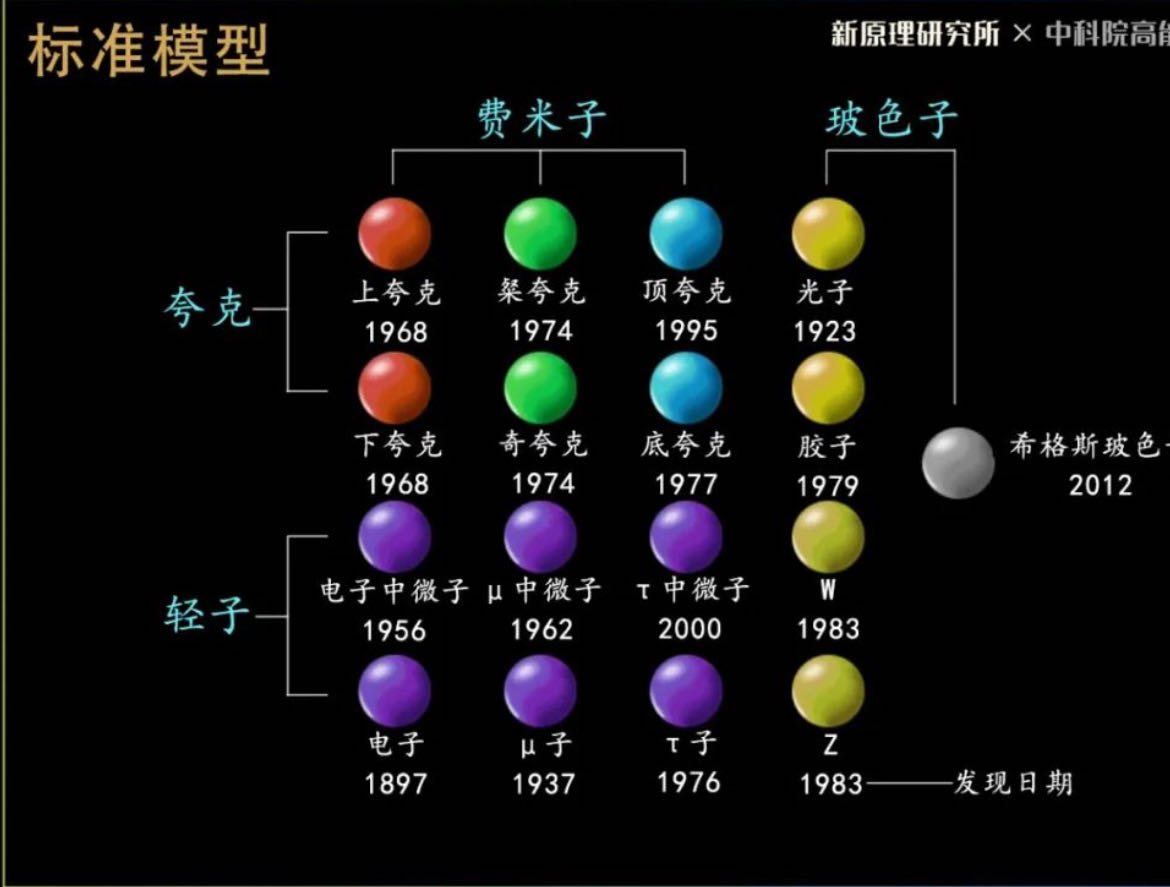 标准模型
新原理研究所 × 中科院高能
费米子 玻色子
夸克
上夸克 粲夸克 顶夸克 光子
1968 1974 1995 1923
下夸克 奇夸克 底夸克 胶子
1968 1974 1977 1979
希格斯玻色子
2012
轻子
电子中微子 μ中微子 τ中微子 W
1956 1962 2000 1983
电子 μ子 τ子 Z
1897 1937 1976 1983 发现日期